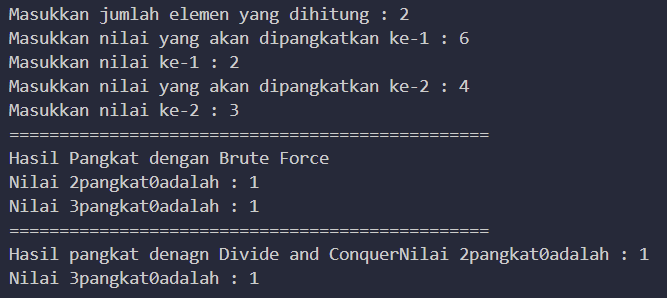 Masukkan jumlah elemen yang dihitung : 2
Masukkan nilai yang akan dipangkatkan ke-1 : 6
Masukkan nilai ke-1 : 2
Masukkan nilai yang akan dipangkatkan ke-2 : 4
Masukkan nilai ke-2 : 3
================================================
Hasil Pangkat dengan Brute Force
Nilai 2pangkat0adalah : 1
Nilai 3pangkat0adalah : 1
================================================
Hasil pangkat denagn Divide and ConquerNilai 2pangkat0adalah : 1
Nilai 3pangkat0adalah : 1